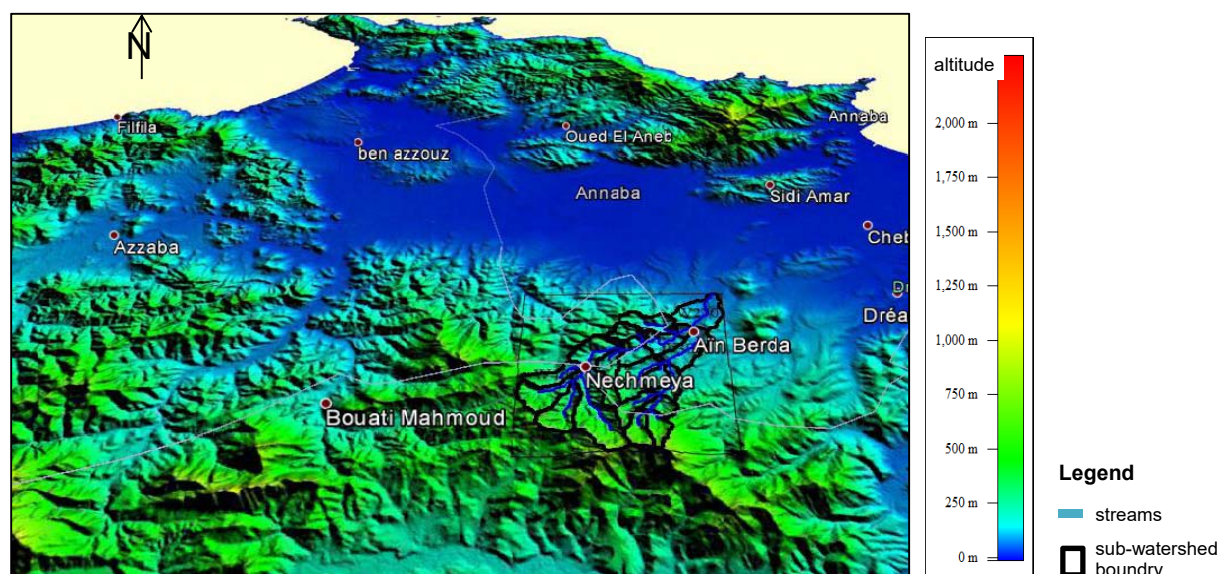 N
altitude
Filfila
ben azzouz
Oued El Aneb
Annaba
Annaba
Sidi Amar
Azzaba
Cheb
Dr
Dréa
Aïn Berda
Nechmeya
Bouati Mahmoud
2,000 m
1,750 m
1,500 m
1,250 m
1,000 m
750 m
500 m
250 m
0 m
Legend
streams
sub-watershed
boundry